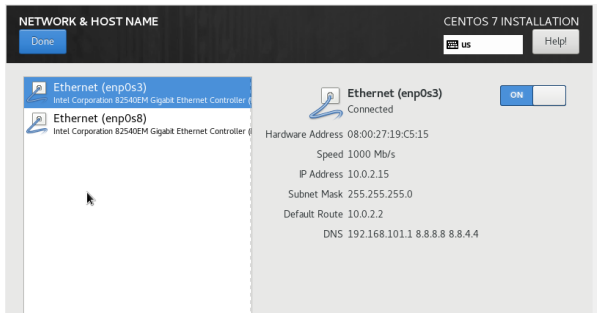 NETWORK & HOST NAME
CENTOS 7 INSTALLATION
Done
us
Help!
Ethernet (enp0s3)
Intel Corporation 82540EM Gigabit Ethernet Controller (
Ethernet (enp0s8)
Intel Corporation 82540EM Gigabit Ethernet Controller (
Ethernet (enp0s3)
Connected
ON
Hardware Address 08:00:27:19:C5:15
Speed 1000 Mb/s
IP Address 10.0.2.15
Subnet Mask 255.255.255.0
Default Route 10.0.2.2
DNS 192.168.101.1 8.8.8.8 8.8.4.4